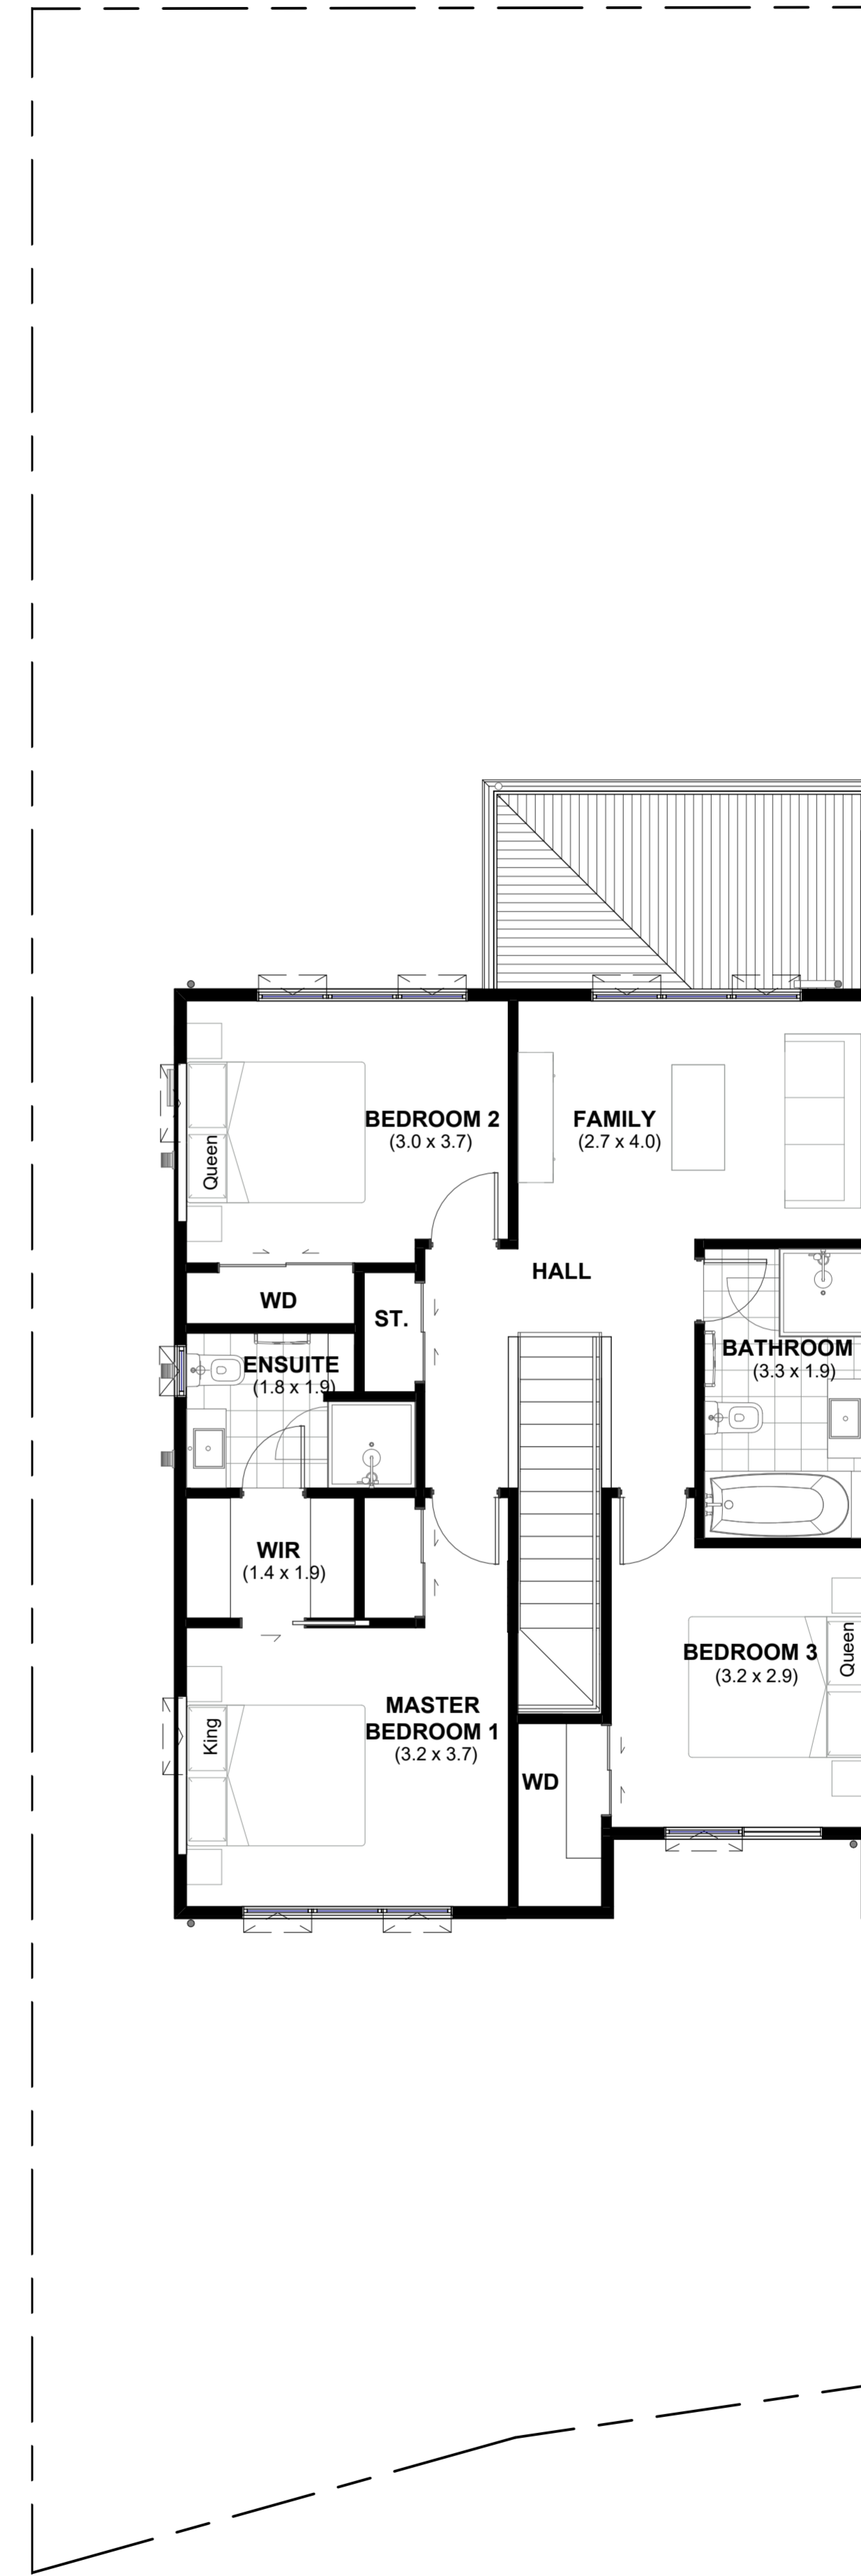 BEDROOM 2
(3.0 x 3.7)
Queen
FAMILY
(2.7 x 4.0)
HALL
WD
ST.
ENSUITE
(1.8 x 1.9)
BATHROOM
(3.3 x 1.9)
WIR
(1.4 x 1.9)
BEDROOM 3
(3.2 x 2.9)
Queen
MASTER
BEDROOM 1
(3.2 x 3.7)
King
WD